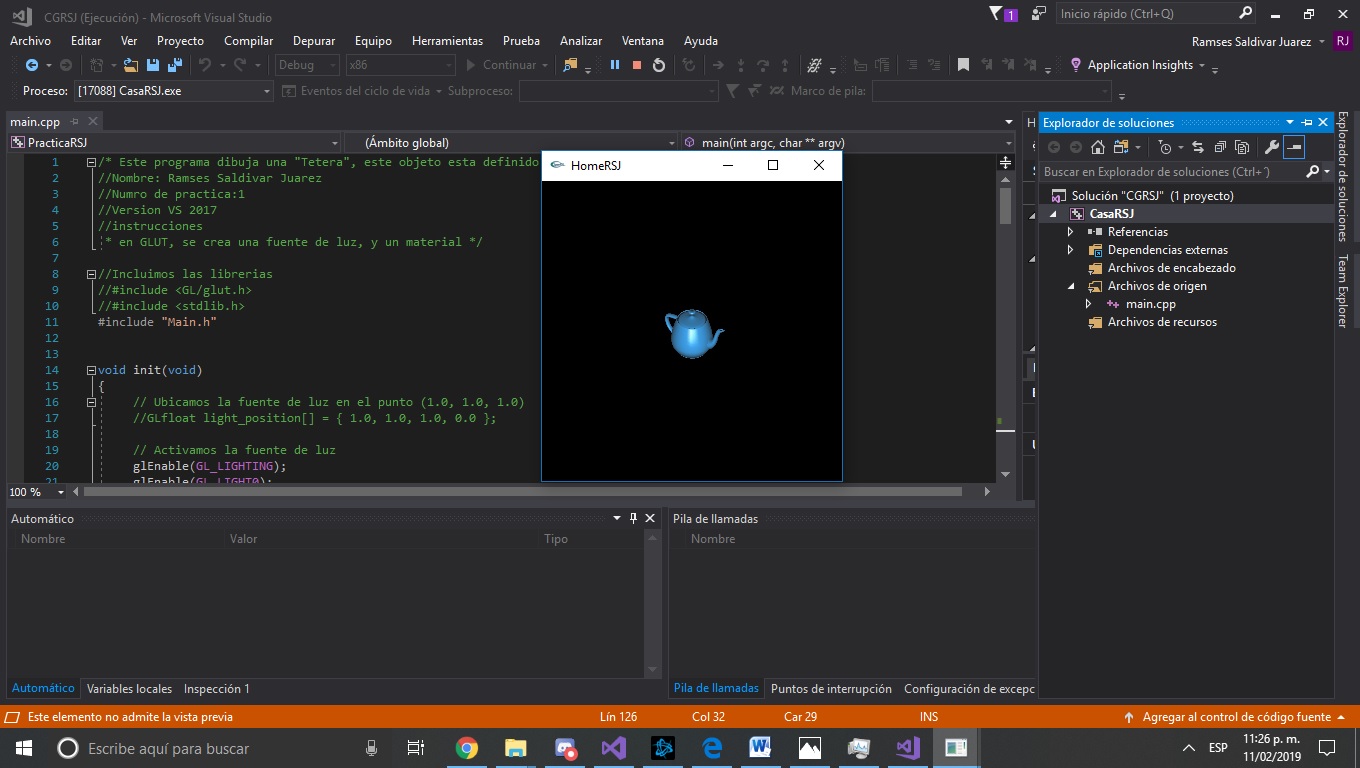 CGRSJ (Ejecución) - Microsoft Visual Studio
1
Inicio rápido (Ctrl+Q)
Archivo Editar Ver Proyecto Compilar Depurar Equipo Herramientas Prueba Analizar Ventana Ayuda
Ramses Saldivar Juarez RJ
Debug x86 Continuar Application Insights
Proceso: [17088] CasaRSJ.exe Eventos del ciclo de vida Subproceso: Marco de pila:
main.cpp
PracticaRSJ (Ámbito global) main(int argc, char ** argv)
1 /* Este programa dibuja una "Tetera", este objeto esta definido
2 //Nombre: Ramses Saldivar Juarez
3 //Numro de practica:1
4 //Version VS 2017
5 //instrucciones
6 * en GLUT, se crea una fuente de luz, y un material */
7
8 //Incluimos las librerias
9 //#include <GL/glut.h>
10 //#include <stdlib.h>
11 #include "Main.h"
12
13
14 void init(void)
15 {
16 // Ubicamos la fuente de luz en el punto (1.0, 1.0, 1.0)
17 //GLfloat light_position[] = { 1.0, 1.0, 1.0, 0.0 };
18
19 // Activamos la fuente de luz
20 glEnable(GL_LIGHTING);
21 glEnable(GL_LIGHT0);
100 %
HomeRSJ
Explorador de soluciones
Buscar en Explorador de soluciones (Ctrl+´)
Solución "CGRSJ" (1 proyecto)
CasaRSJ
Referencias
Dependencias externas
Archivos de encabezado
Archivos de origen
main.cpp
Archivos de recursos
Explorador de soluciones
Team Explorer
Automático
Nombre Valor Tipo
Automático Variables locales Inspección 1
Pila de llamadas
Nombre
Pila de llamadas Puntos de interrupción Configuración de excepc
Este elemento no admite la vista previa Lín 126 Col 32 Car 29 INS Agregar al control de código fuente
Escribe aquí para buscar
ESP
11:26 p. m.
11/02/2019